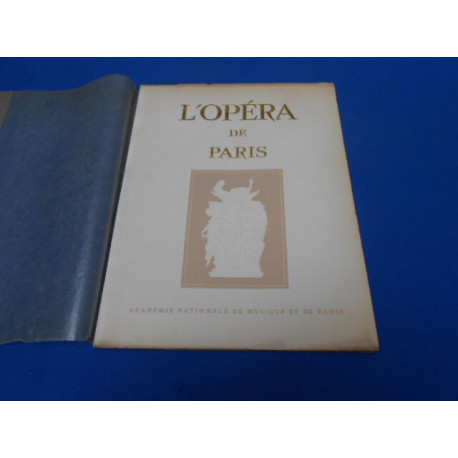 L'OPÉRA
DE
PARIS
ACADÉMIE NATIONALE DE MUSIQUE ET DE DANSE